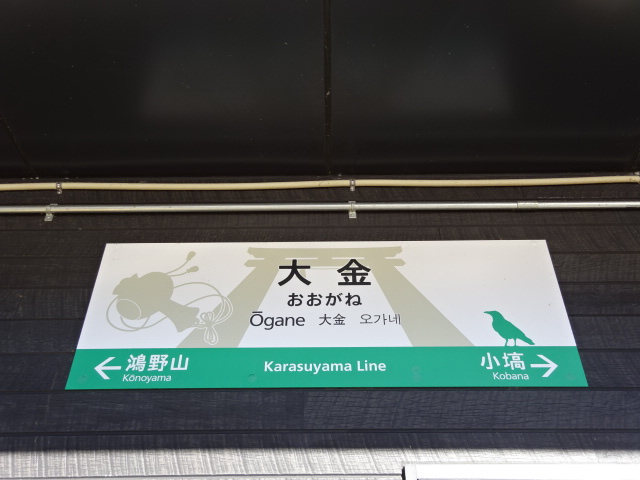 大金
おおがね
Ōgane 大金 오가네
鴻野山 Karasuyama Line 小塙
Kōnoyama Kobana